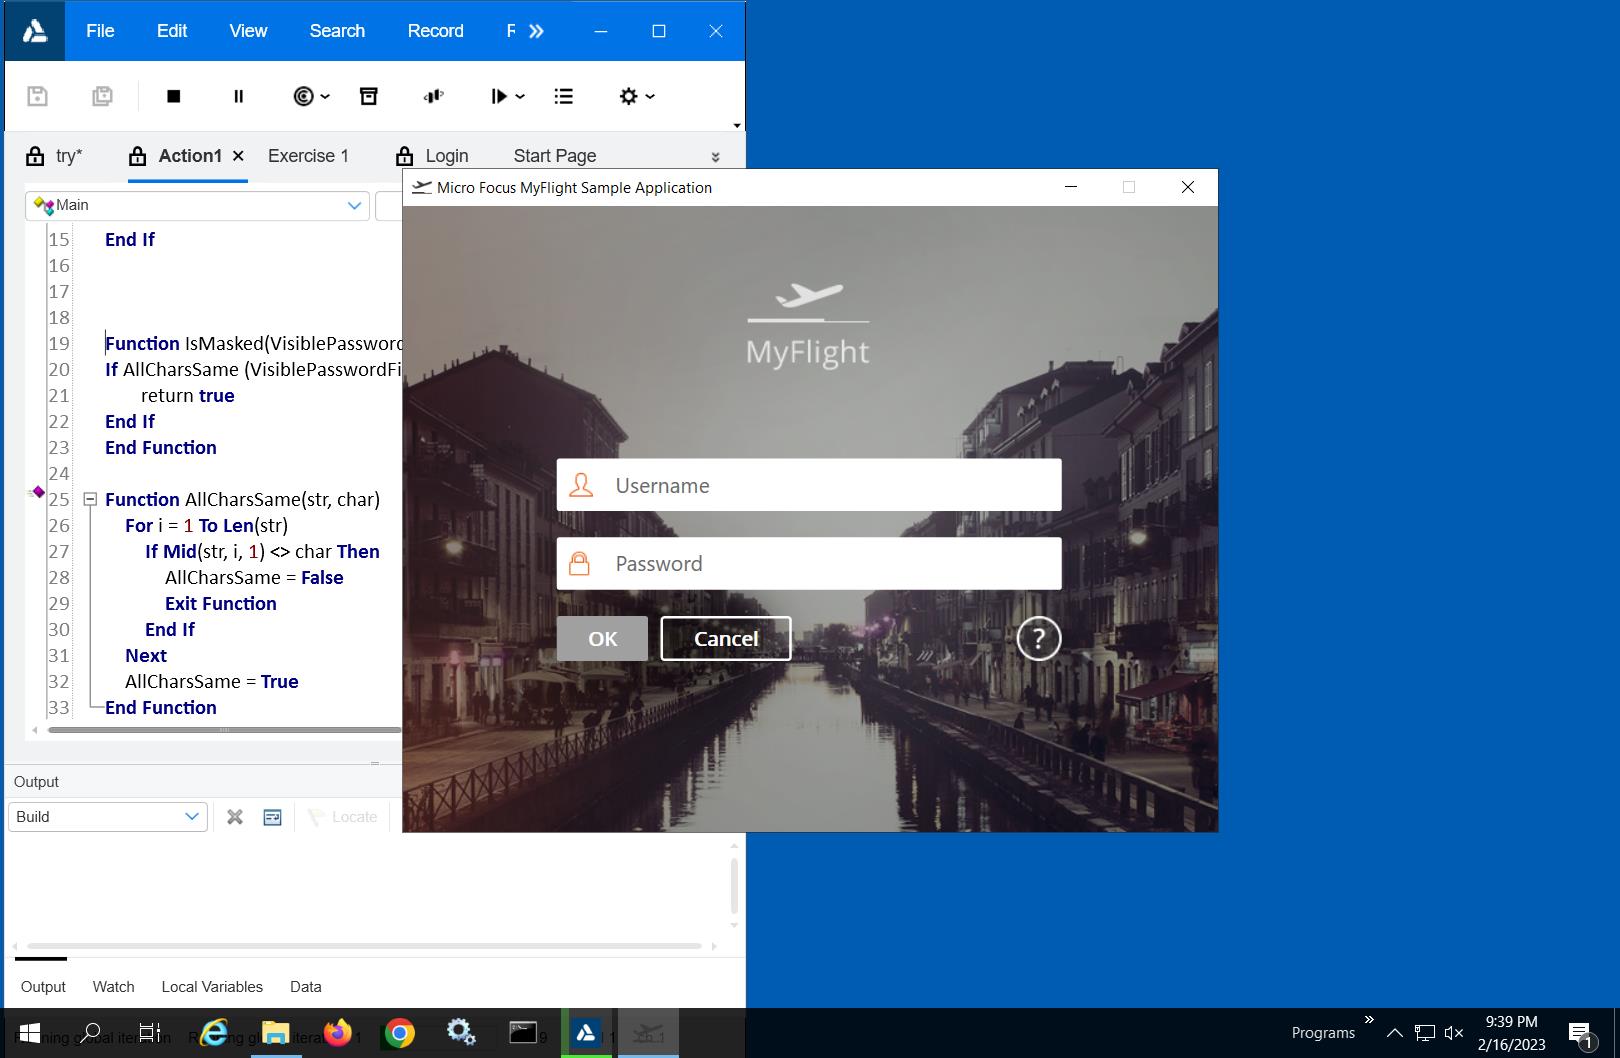 File Edit View Search Record
try* Action1 Exercise 1 Login Start Page
Micro Focus MyFlight Sample Application
Main
15 End If
16
17
18
19 Function IsMasked(VisiblePassword
20 If AllCharsSame (VisiblePasswordFi
21 return true
22 End If
23 End Function
24
25 Function AllCharsSame(str, char)
26 For i = 1 To Len(str)
27 If Mid(str, i, 1) <> char Then
28 AllCharsSame = False
29 Exit Function
30 End If
31 Next
32 AllCharsSame = True
33 End Function
MyFlight
Username
Password
OK Cancel ?
Output
Build Locate
Output Watch Local Variables Data
Programs
9:39 PM
2/16/2023
1